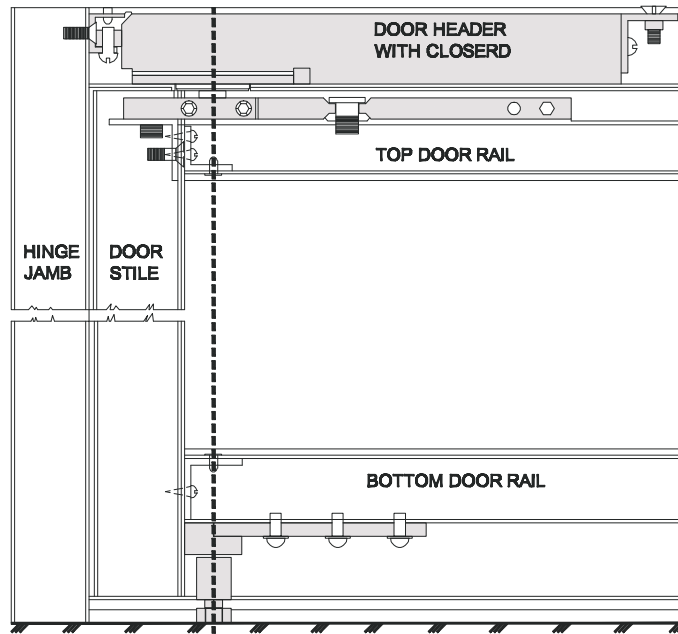 DOOR HEADER
WITH CLOSERD
TOP DOOR RAIL
HINGE
JAMB
DOOR
STILE
BOTTOM DOOR RAIL